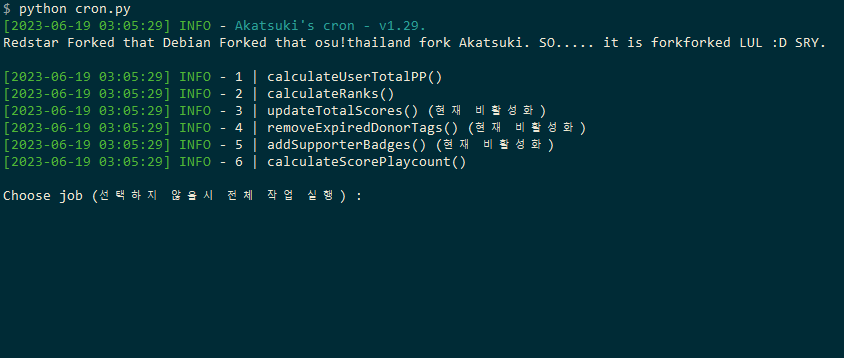 $ python cron.py
[2023-06-19 03:05:29] INFO - Akatsuki's cron - v1.29.
Redstar Forked that Debian Forked that osu!thailand fork Akatsuki. SO..... it is forkforked LUL :D SRY.
[2023-06-19 03:05:29] INFO - 1 | calculateUserTotalPP()
[2023-06-19 03:05:29] INFO - 2 | calculateRanks()
[2023-06-19 03:05:29] INFO - 3 | updateTotalScores() (현재 비활성화)
[2023-06-19 03:05:29] INFO - 4 | removeExpiredDonorTags() (현재 비활성화)
[2023-06-19 03:05:29] INFO - 5 | addSupporterBadges() (현재 비활성화)
[2023-06-19 03:05:29] INFO - 6 | calculateScorePlaycount()
Choose job (선택하지 않을시 전체 작업 실행) :